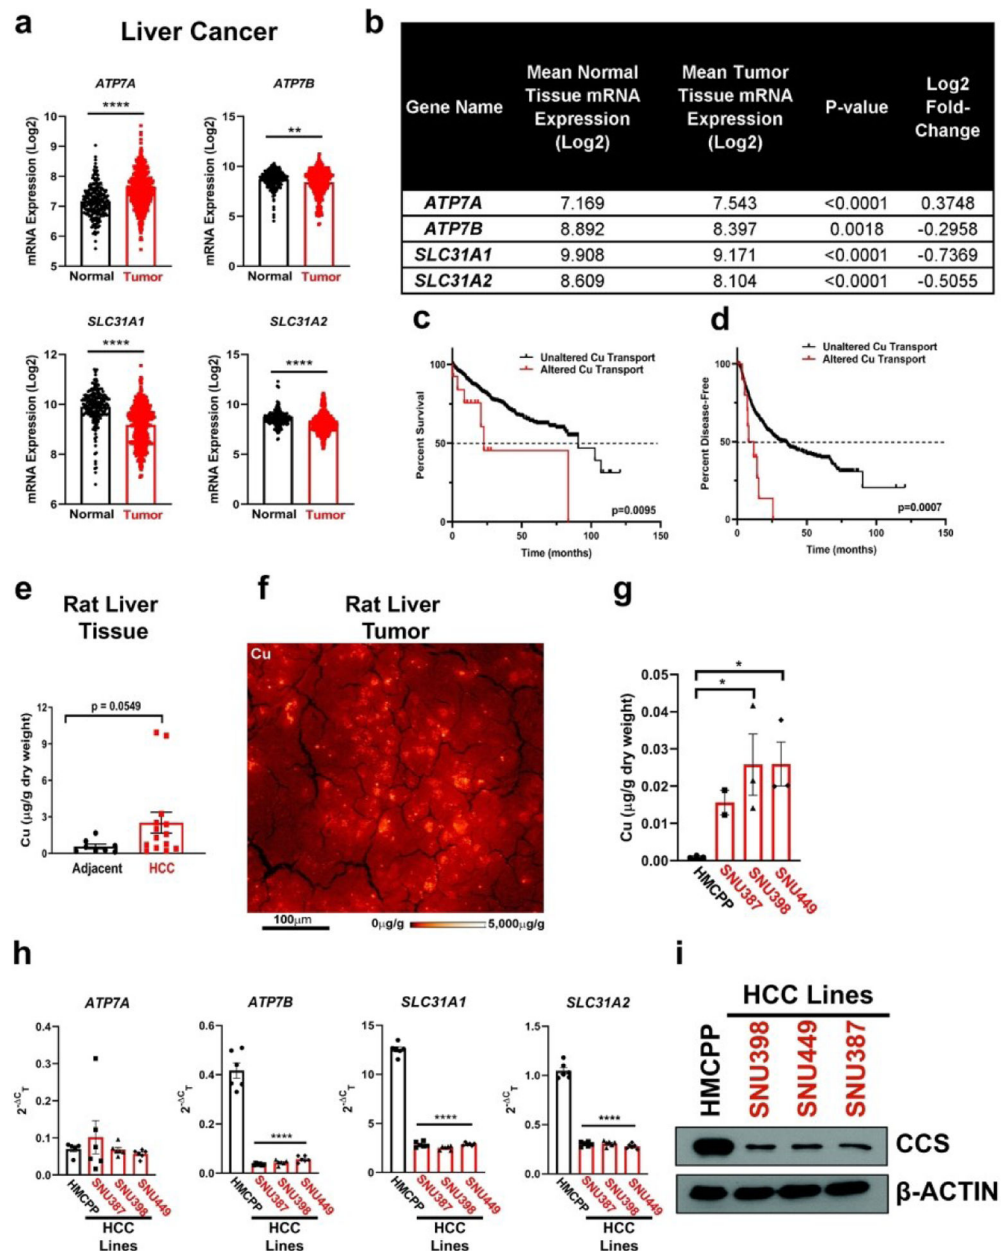 a
Liver Cancer
ATP7A
****
mRNA Expression (Log2)
10
9
8
7
6
5
Normal Tumor
ATP7B
**
mRNA Expression (Log2)
15
10
5
0
Normal Tumor
SLC31A1
****
mRNA Expression (Log2)
12
10
8
6
Normal Tumor
SLC31A2
****
mRNA Expression (Log2)
15
10
5
0
Normal Tumor
b
Gene Name
Mean Normal Tissue mRNA Expression (Log2)
Mean Tumor Tissue mRNA Expression (Log2)
P-value
Log2 Fold-Change
ATP7A 7.169 7.543 <0.0001 0.3748
ATP7B 8.892 8.397 0.0018 -0.2958
SLC31A1 9.908 9.171 <0.0001 -0.7369
SLC31A2 8.609 8.104 <0.0001 -0.5055
c
Unaltered Cu Transport
Altered Cu Transport
Percent Survival
100
50
0
p=0.0095
0 50 100 150
Time (months)
d
Unaltered Cu Transport
Altered Cu Transport
Percent Disease-Free
100
50
0
p=0.0007
0 50 100 150
Time (months)
e
Rat Liver
Tissue
p = 0.0549
Cu (µg/g dry weight)
12
9
6
3
0
Adjacent HCC
f
Rat Liver
Tumor
Cu
100µm
0µg/g 5,000µg/g
g
* 
*
Cu (µg/g dry weight)
0.05
0.04
0.03
0.02
0.01
0.00
HMCPP
SNU387
SNU398
SNU449
h
ATP7A
2^-ΔC_T
0.4
0.3
0.2
0.1
0.0
HMCPP
SNU387
SNU398
SNU449
HCC
Lines
ATP7B
2^-ΔC_T
0.6
0.4
0.2
0.0
****
HMCPP
SNU387
SNU398
SNU449
HCC
Lines
SLC31A1
2^-ΔC_T
15
10
5
0
****
HMCPP
SNU387
SNU398
SNU449
HCC
Lines
SLC31A2
2^-ΔC_T
1.5
1.0
0.5
0.0
****
HMCPP
SNU387
SNU398
SNU449
HCC
Lines
i
HCC Lines
HMCPP
SNU398
SNU449
SNU387
CCS
β-ACTIN